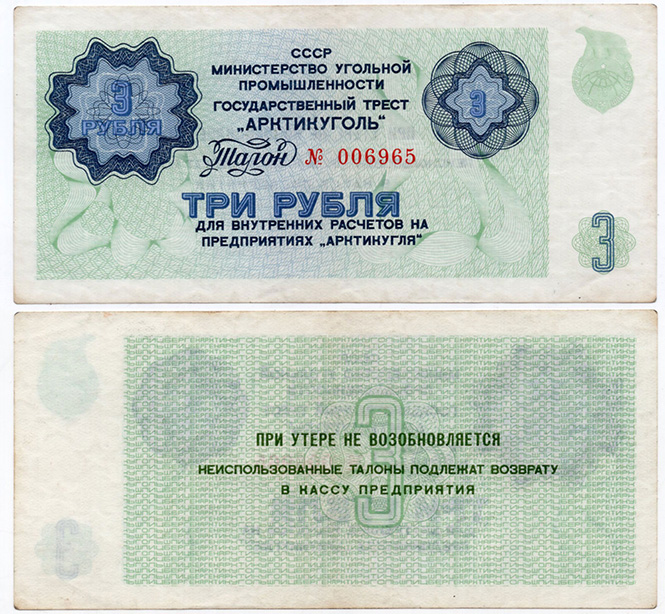 СССР
МИНИСТЕРСТВО УГОЛЬНОЙ
ПРОМЫШЛЕННОСТИ
ГОСУДАРСТВЕННЫЙ ТРЕСТ
„АРКТИКУГОЛЬ“
3
РУБЛЯ
3
Талон № 006965
ТРИ РУБЛЯ
ДЛЯ ВНУТРЕННИХ РАСЧЕТОВ НА
ПРЕДПРИЯТИЯХ „АРКТИКУГЛЯ“
3
3
ПРИ УТЕРЕ НЕ ВОЗОБНОВЛЯЕТСЯ
НЕИСПОЛЬЗОВАННЫЕ ТАЛОНЫ ПОДЛЕЖАТ ВОЗВРАТУ
В КАССУ ПРЕДПРИЯТИЯ